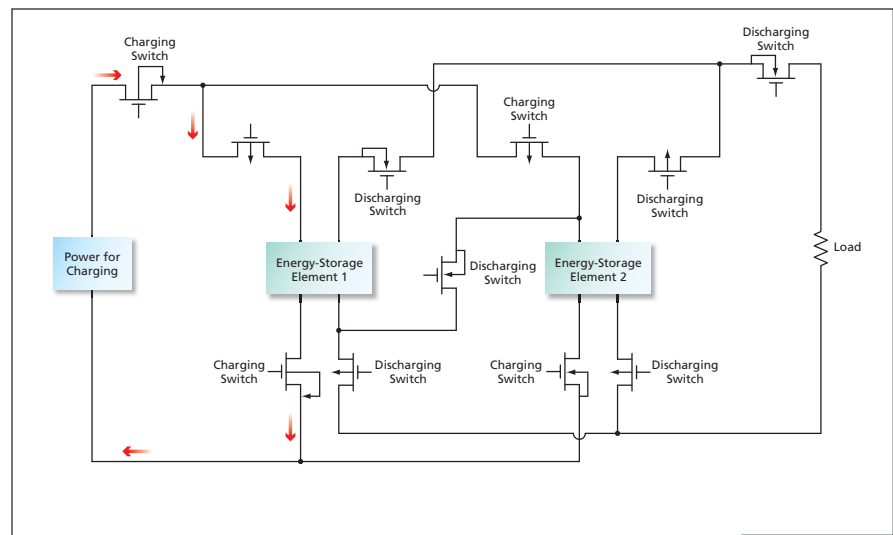 Charging
Switch
Discharging
Switch
Charging
Switch
Discharging
Switch
Discharging
Switch
Power for
Charging
Energy-Storage
Element 1
Discharging
Switch
Energy-Storage
Element 2
Load
Charging
Switch
Discharging
Switch
Charging
Switch
Discharging
Switch